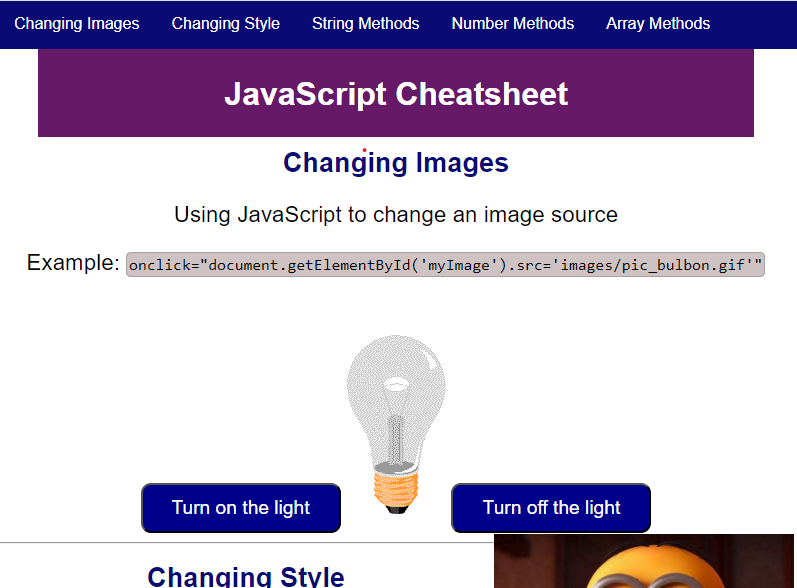 Changing Images Changing Style String Methods Number Methods Array Methods
JavaScript Cheatsheet
Changing Images
Using JavaScript to change an image source
Example: onclick="document.getElementById('myImage').src='images/pic_bulbon.gif'"
Turn on the light Turn off the light
Changing Style